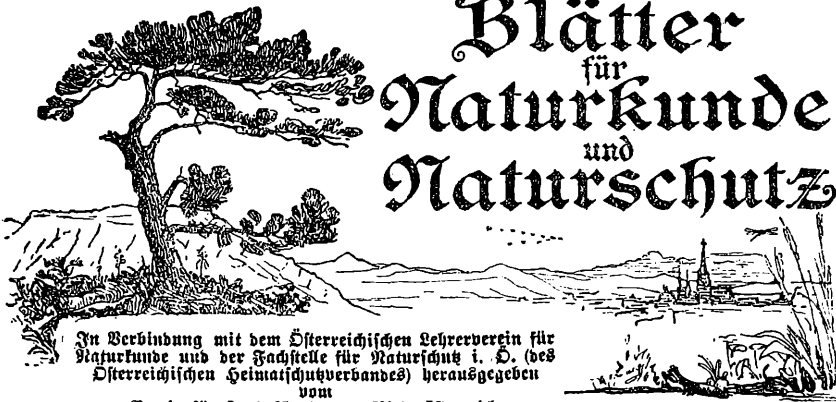 Blätter
für
Naturkunde
und
Naturschutz
In Verbindung mit dem Österreichischen Lehrerverein für
Naturkunde und der Fachstelle für Naturschutz i. Ö. (des
Österreichischen Heimatschutzverbandes) herausgegeben
vom